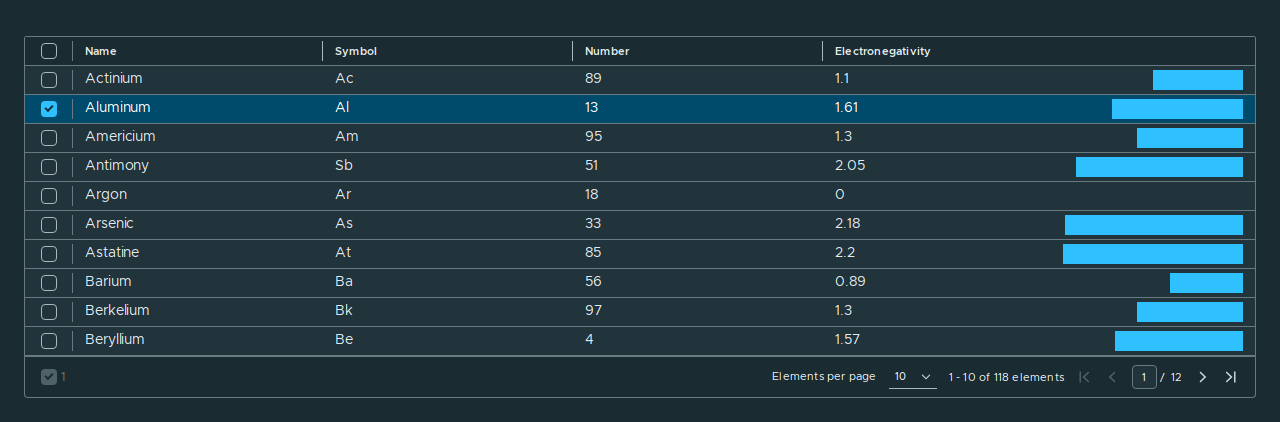 Name Symbol Number Electronegativity
Actinium Ac 89 1.1
Aluminum Al 13 1.61
Americium Am 95 1.3
Antimony Sb 51 2.05
Argon Ar 18 0
Arsenic As 33 2.18
Astatine At 85 2.2
Barium Ba 56 0.89
Berkelium Bk 97 1.3
Beryllium Be 4 1.57
1 Elements per page 10 1 - 10 of 118 elements 1 / 12